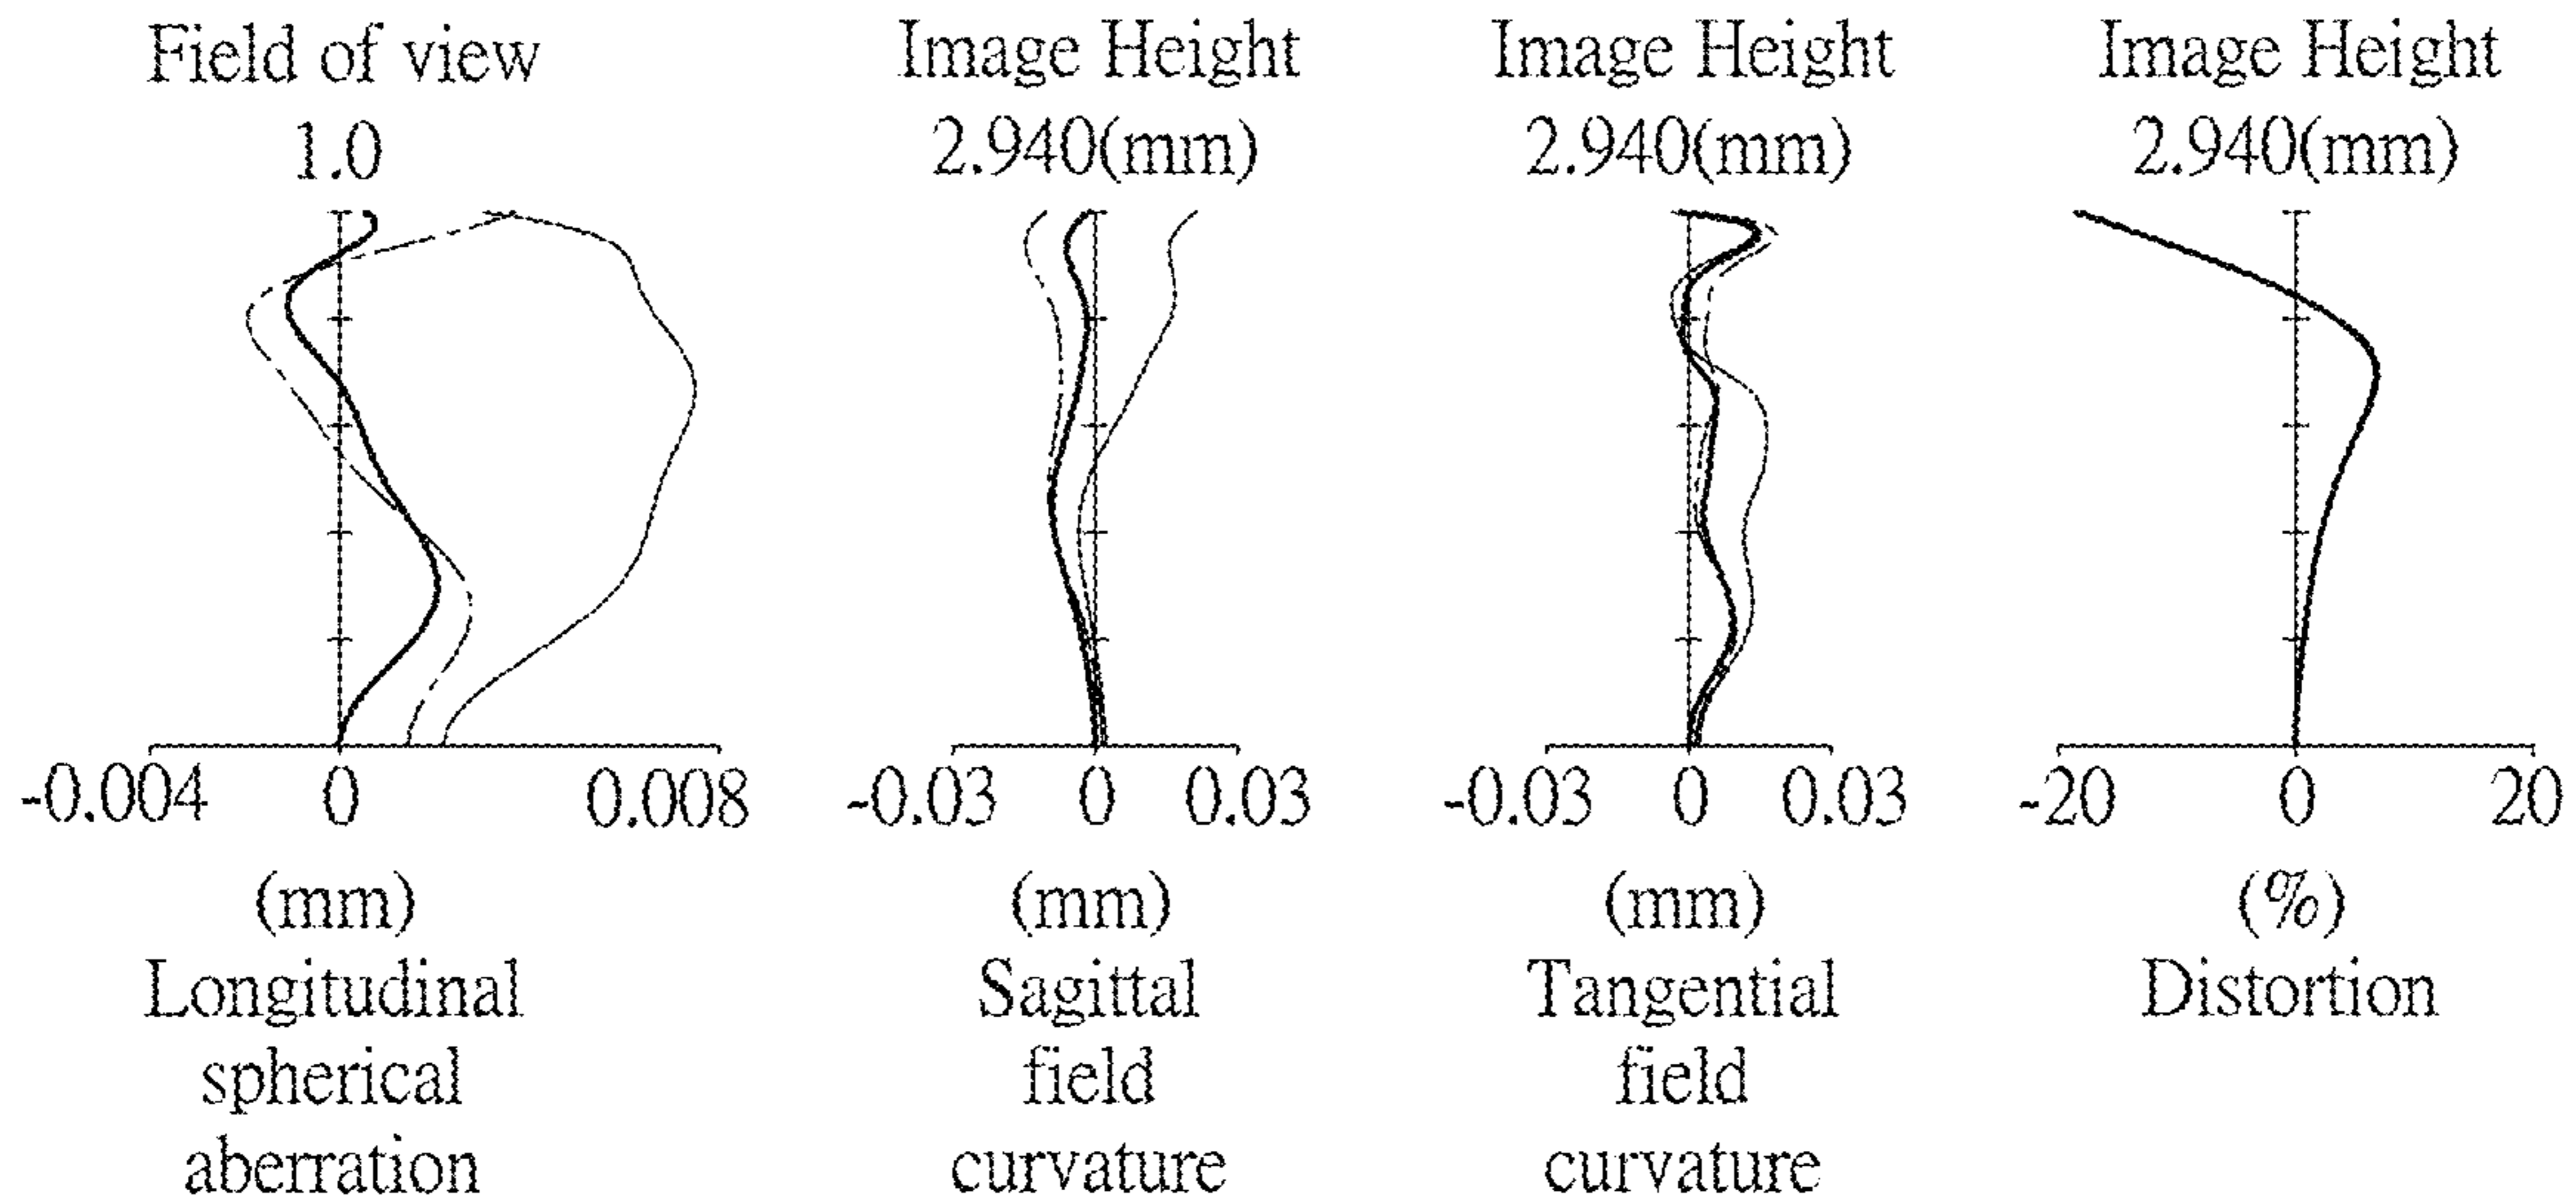 Field of view
1.0
-0.004 0 0.008
(mm)
Longitudinal
spherical
aberration
Image Height
2.940(mm)
-0.03 0 0.03
(mm)
Sagittal
field
curvature
Image Height
2.940(mm)
-0.03 0 0.03
(mm)
Tangential
field
curvature
Image Height
2.940(mm)
-20 0 20
(%)
Distortion